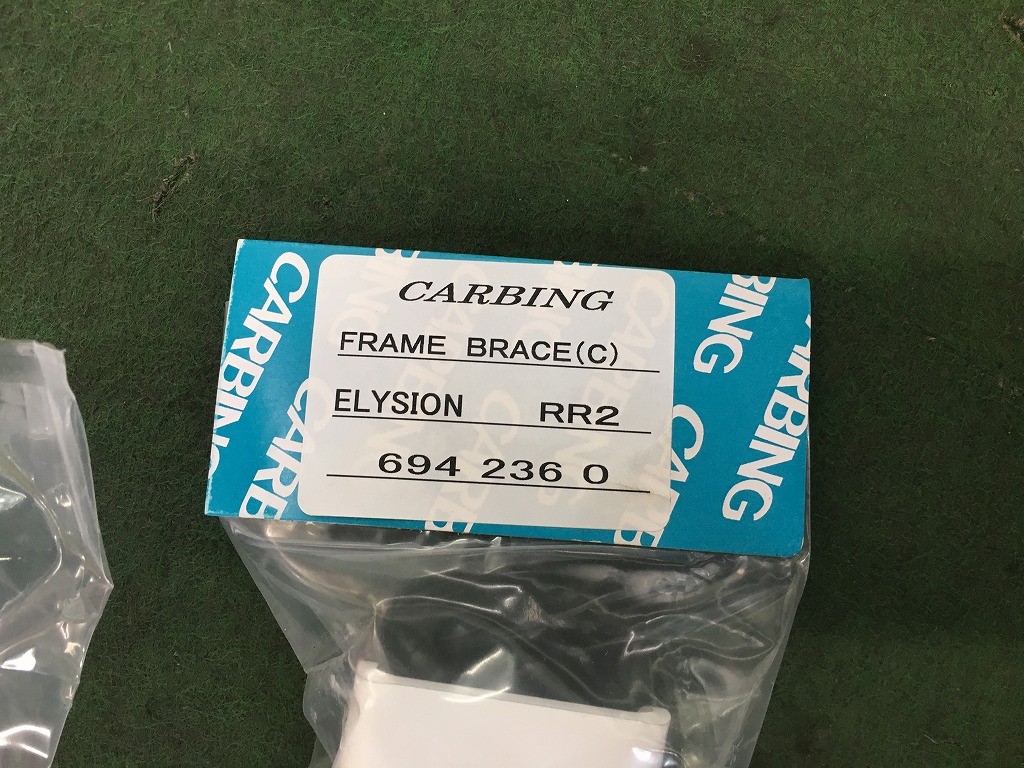 CARBING
FRAME BRACE(C)
ELYSION RR2
694 236 0
CARBING
CARBING
CARBING